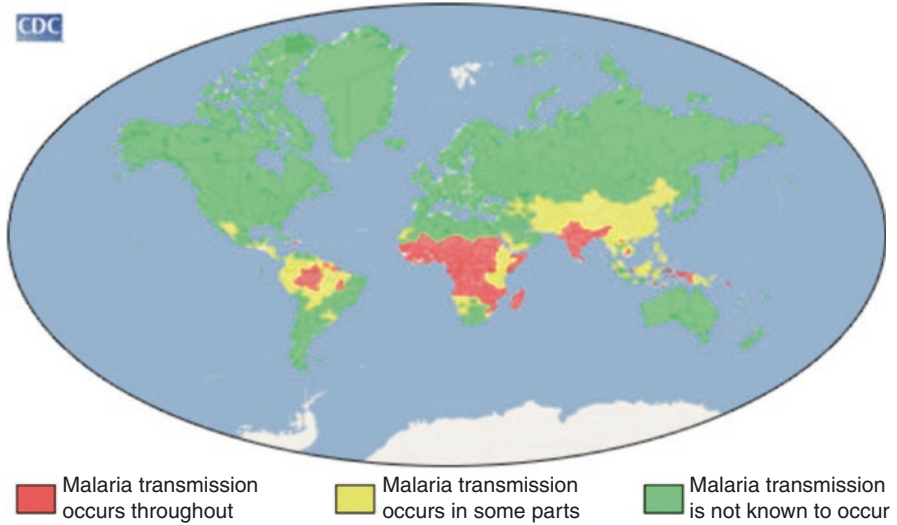 CDC
Malaria transmission
occurs throughout
Malaria transmission
occurs in some parts
Malaria transmission
is not known to occur